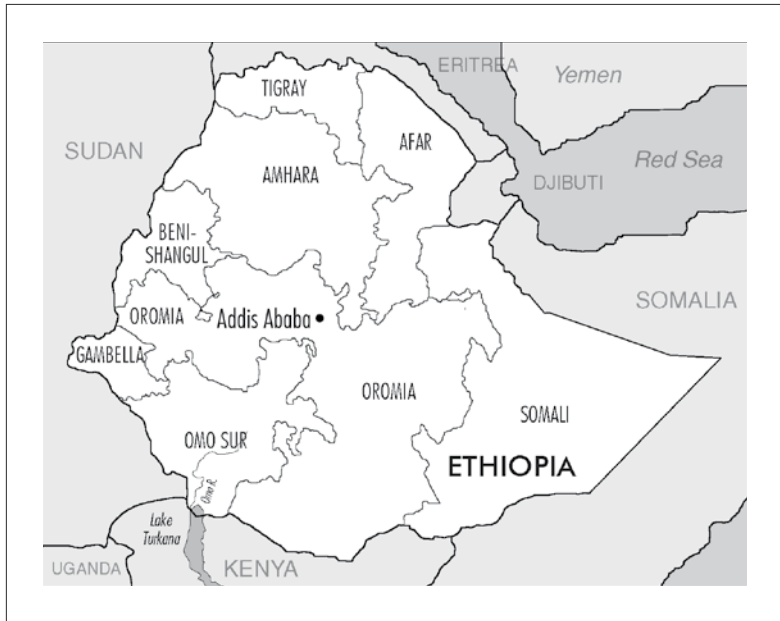 ERITREA
Yemen
TIGRAY
SUDAN
AFAR
Red Sea
AMHARA
DJIBUTI
BENI-
SHANGUL
SOMALIA
OROMIA
Addis Ababa
GAMBELLA
OROMIA
SOMALI
OMO SUR
ETHIOPIA
Omo R.
Lake
Turkana
UGANDA
KENYA